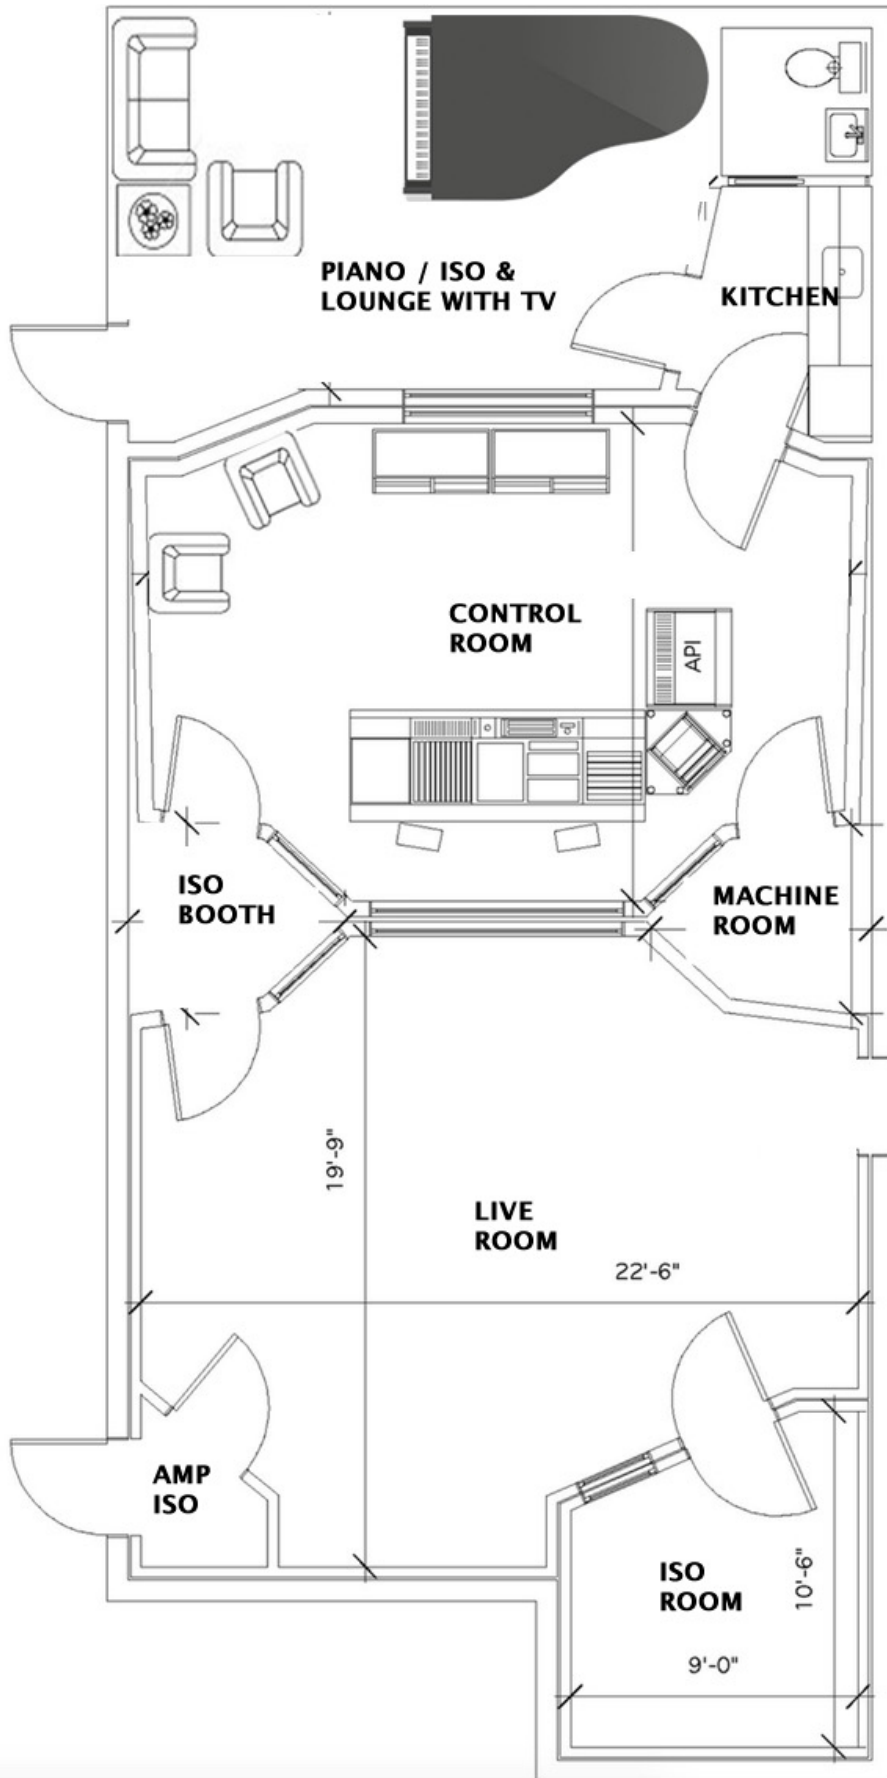 PIANO / ISO &
LOUNGE WITH TV
KITCHEN
CONTROL
ROOM
API
ISO
BOOTH
MACHINE
ROOM
19'-9"
LIVE
ROOM
22'-6"
AMP
ISO
ISO
ROOM
10'-6"
9'-0"